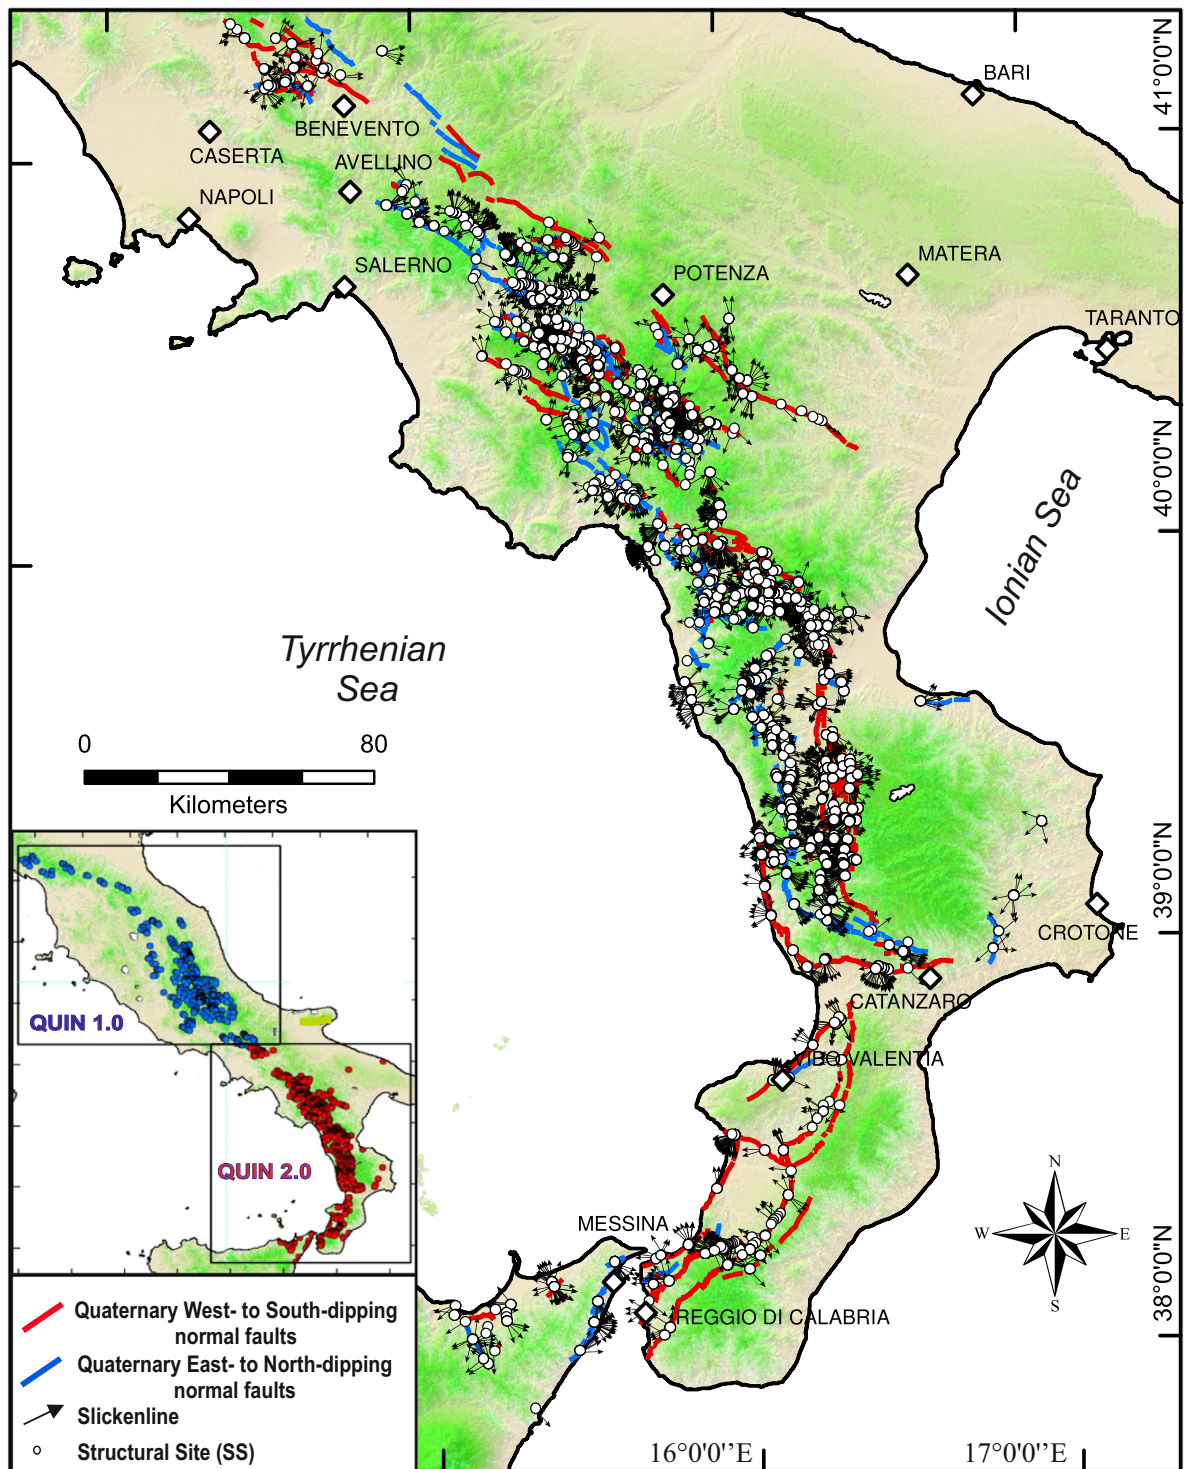 BARI
41°0'0"N
BENEVENTO
CASERTA
AVELLINO
NAPOLI
SALERNO
POTENZA
MATERA
TARANTO
40°0'0"N
Ionian Sea
Tyrrhenian
Sea
0 80
Kilometers
39°0'0"N
CROTONE
CATANZARO
VIBO VALENTIA
QUIN 1.0
QUIN 2.0
MESSINA
REGGIO DI CALABRIA
N
W E
S
38°0'0"N
Quaternary West- to South-dipping
normal faults
Quaternary East- to North-dipping
normal faults
Slickenline
Structural Site (SS)
16°0'0''E 17°0'0''E